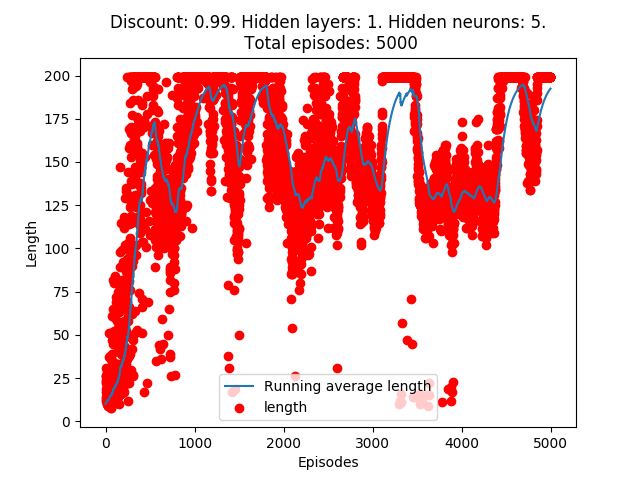 Discount: 0.99. Hidden layers: 1. Hidden neurons: 5.
Total episodes: 5000
200
175
150
125
100
75
50
25
0
Length
Running average length
length
0 1000 2000 3000 4000 5000
Episodes